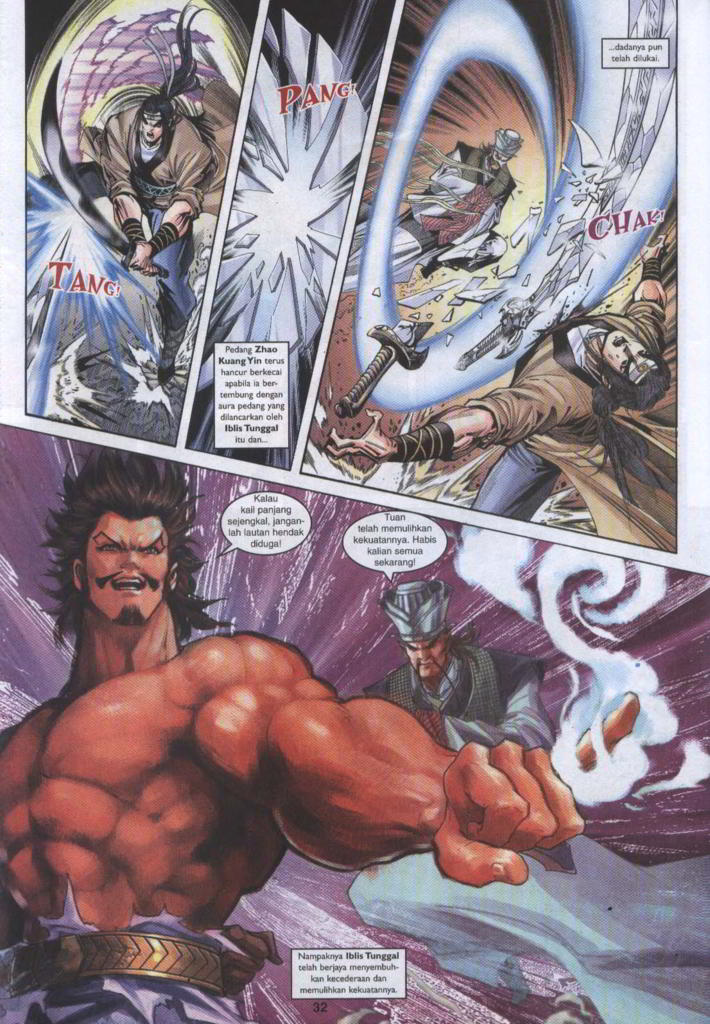 TANG!
PANG!
Pedang Zhao
Kuang Yin terus
hancur berkecai
apabila ia ber-
tembung dengan
aura pedang yang
dilancarkan oleh
Iblis Tunggal
itu dan...
...dadanya pun
telah dilukai.
CHAK!
Kalau
kail panjang
sejengkal, jangan-
lah lautan hendak
diduga!
Tuan
telah memulihkan
kekuatannya. Habis
kalian semua
sekarang!
Nampaknya Iblis Tunggal
telah berjaya menyembuh-
kan kecederaan dan
memulihkan kekuatannya.
32